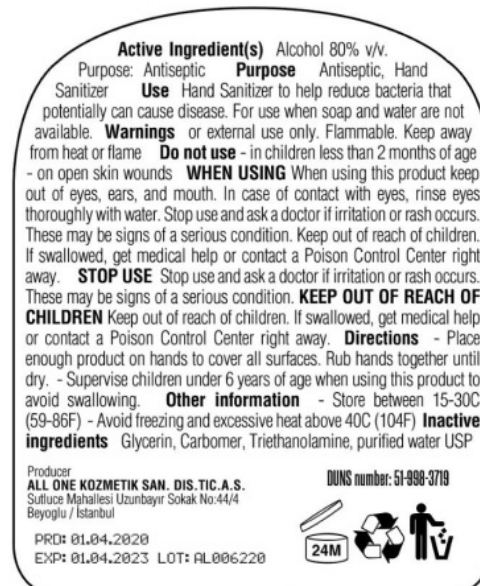 Active Ingredient(s) Alcohol 80% v/v.
Purpose: Antiseptic Purpose Antiseptic, Hand
Sanitizer Use Hand Sanitizer to help reduce bacteria that
potentially can cause disease. For use when soap and water are not
available. Warnings or external use only. Flammable. Keep away
from heat or flame Do not use - in children less than 2 months of age
- on open skin wounds WHEN USING When using this product keep
out of eyes, ears, and mouth. In case of contact with eyes, rinse eyes
thoroughly with water. Stop use and ask a doctor if irritation or rash occurs.
These may be signs of a serious condition. Keep out of reach of children.
If swallowed, get medical help or contact a Poison Control Center right
away. STOP USE Stop use and ask a doctor if irritation or rash occurs.
These may be signs of a serious condition. KEEP OUT OF REACH OF
CHILDREN Keep out of reach of children. If swallowed, get medical help
or contact a Poison Control Center right away. Directions - Place
enough product on hands to cover all surfaces. Rub hands together until
dry. - Supervise children under 6 years of age when using this product to
avoid swallowing. Other information - Store between 15-30C
(59-86F) - Avoid freezing and excessive heat above 40C (104F) Inactive
ingredients Glycerin, Carbomer, Triethanolamine, purified water USP
Producer
ALL ONE KOZMETIK SAN. DIS.TIC.A.S.
Sutluce Mahallesi Uzunbayır Sokak No:44/4
Beyoglu / İstanbul
PRD: 01.04.2020
EXP: 01.04.2023 LOT: AL006220
DUNS number: 51-998-3719
24M